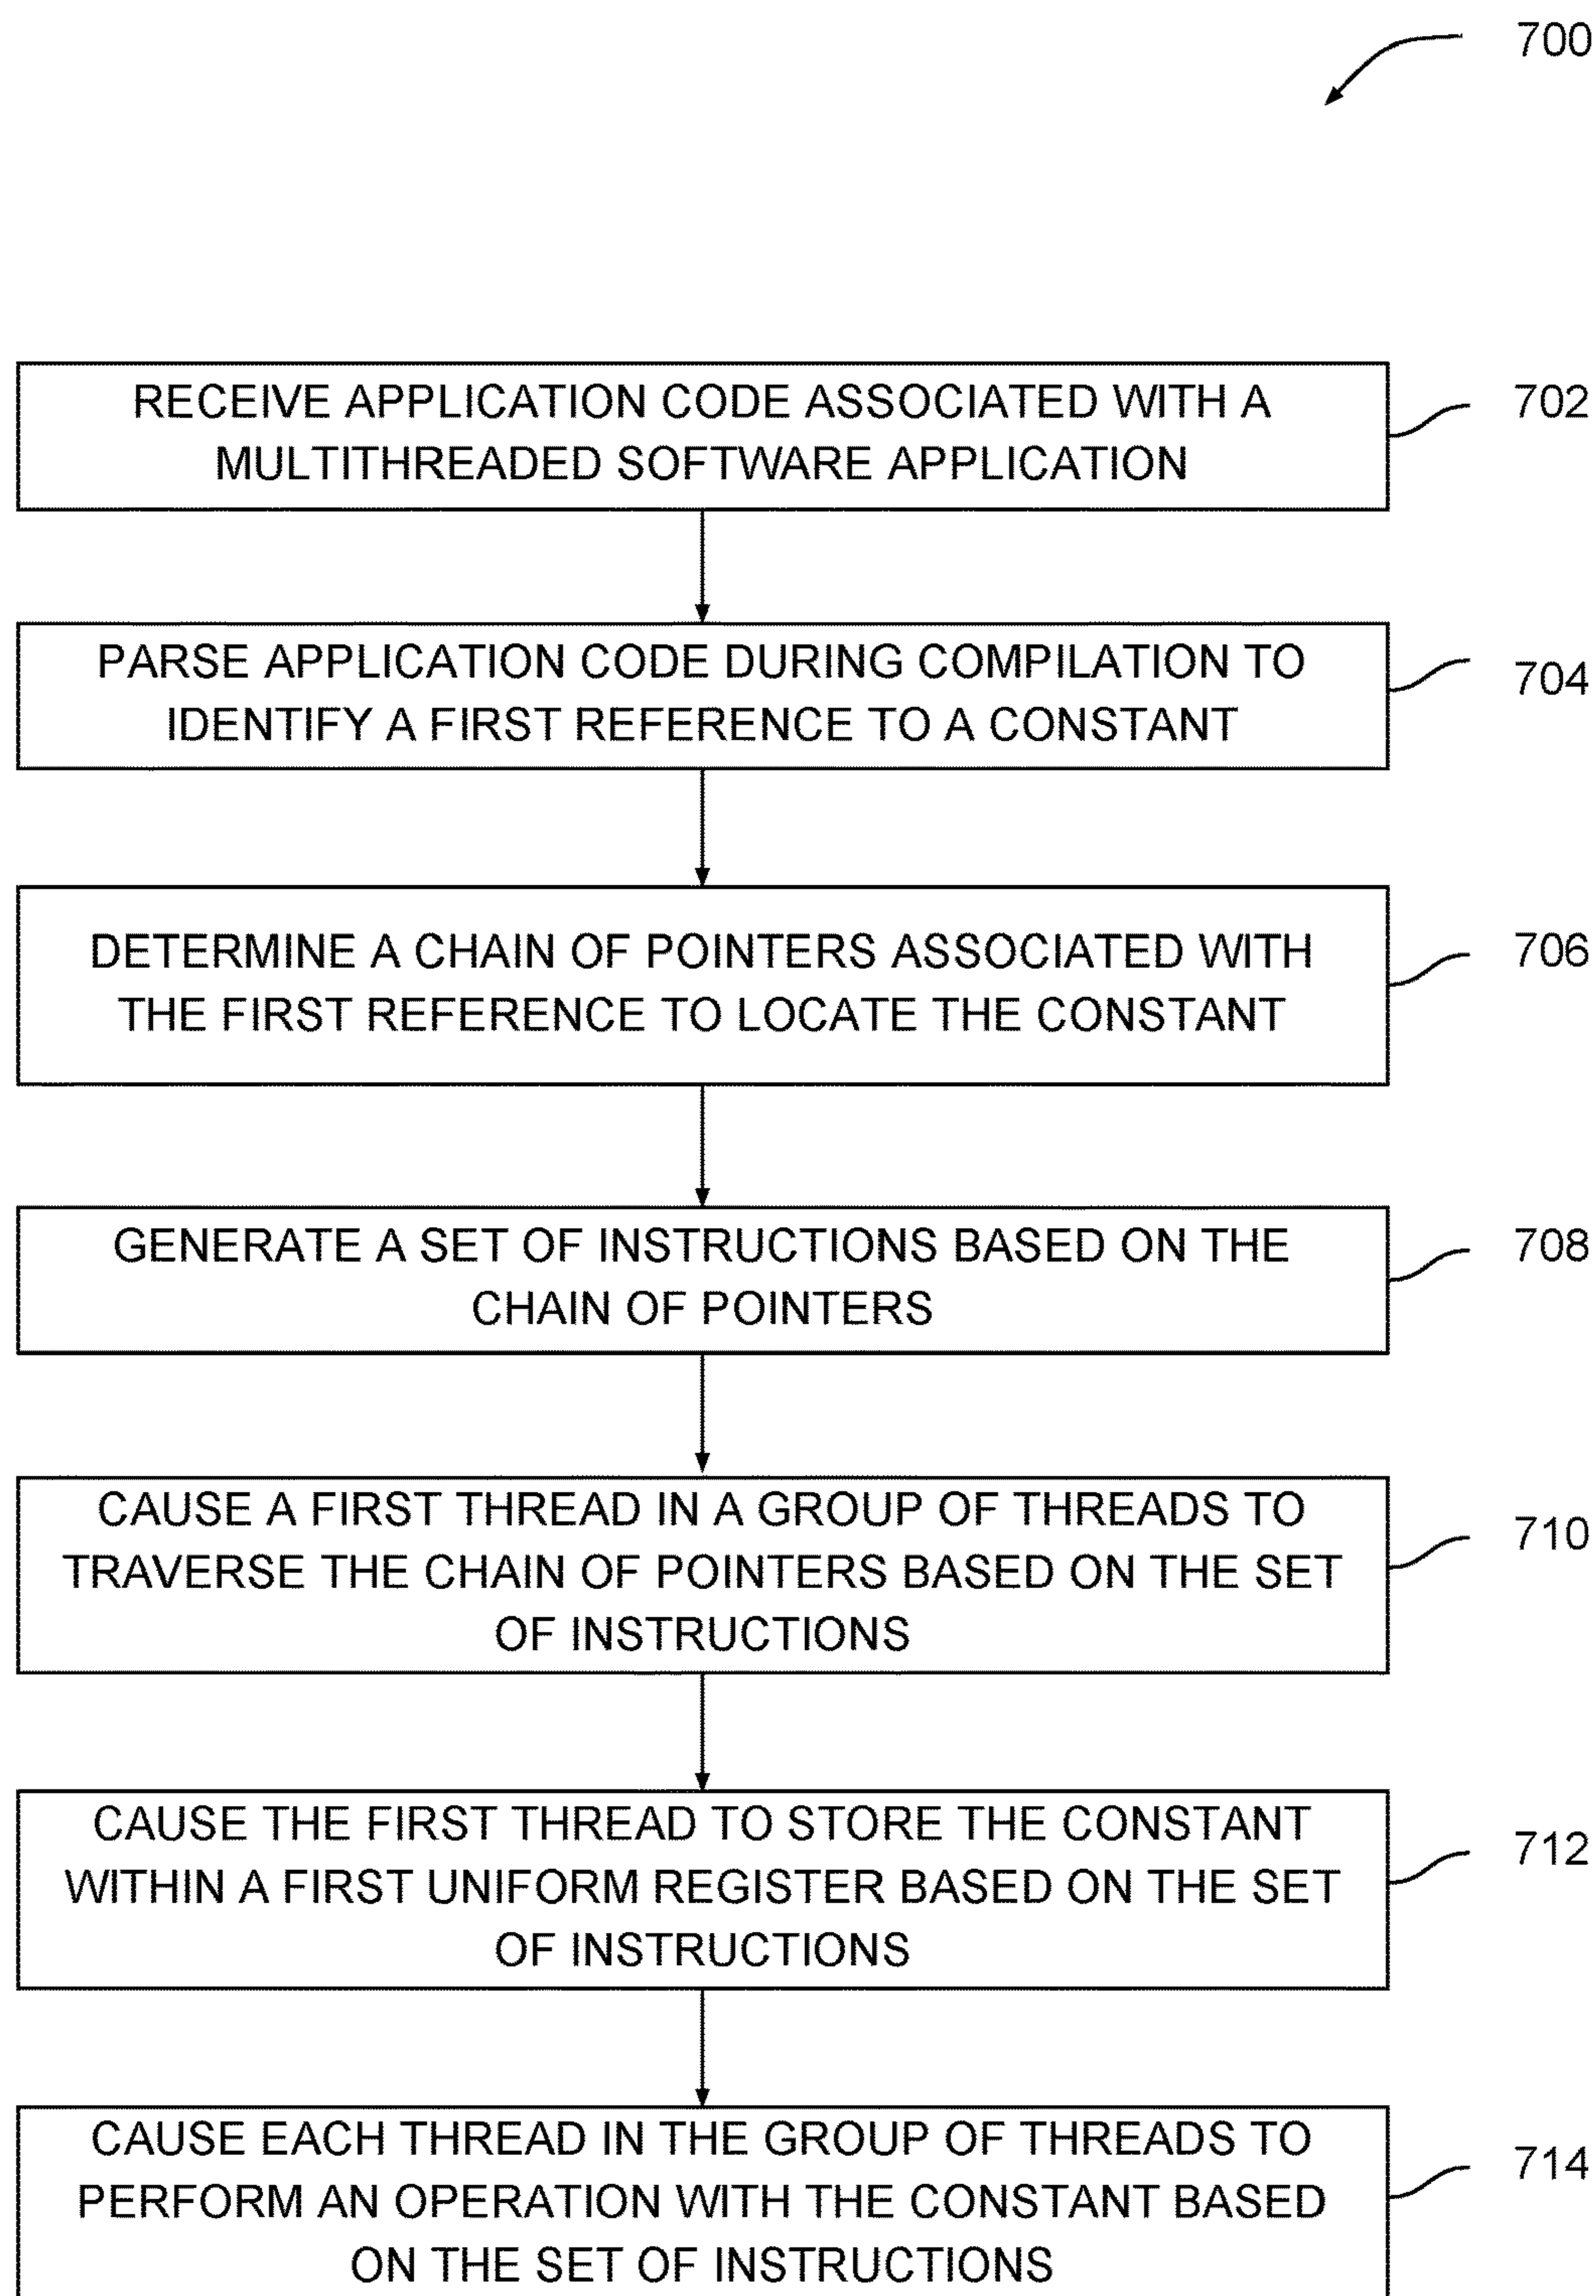 700
RECEIVE APPLICATION CODE ASSOCIATED WITH A
MULTITHREADED SOFTWARE APPLICATION
702
PARSE APPLICATION CODE DURING COMPILATION TO
IDENTIFY A FIRST REFERENCE TO A CONSTANT
704
DETERMINE A CHAIN OF POINTERS ASSOCIATED WITH
THE FIRST REFERENCE TO LOCATE THE CONSTANT
706
GENERATE A SET OF INSTRUCTIONS BASED ON THE
CHAIN OF POINTERS
708
CAUSE A FIRST THREAD IN A GROUP OF THREADS TO
TRAVERSE THE CHAIN OF POINTERS BASED ON THE SET
OF INSTRUCTIONS
710
CAUSE THE FIRST THREAD TO STORE THE CONSTANT
WITHIN A FIRST UNIFORM REGISTER BASED ON THE SET
OF INSTRUCTIONS
712
CAUSE EACH THREAD IN THE GROUP OF THREADS TO
PERFORM AN OPERATION WITH THE CONSTANT BASED
ON THE SET OF INSTRUCTIONS
714